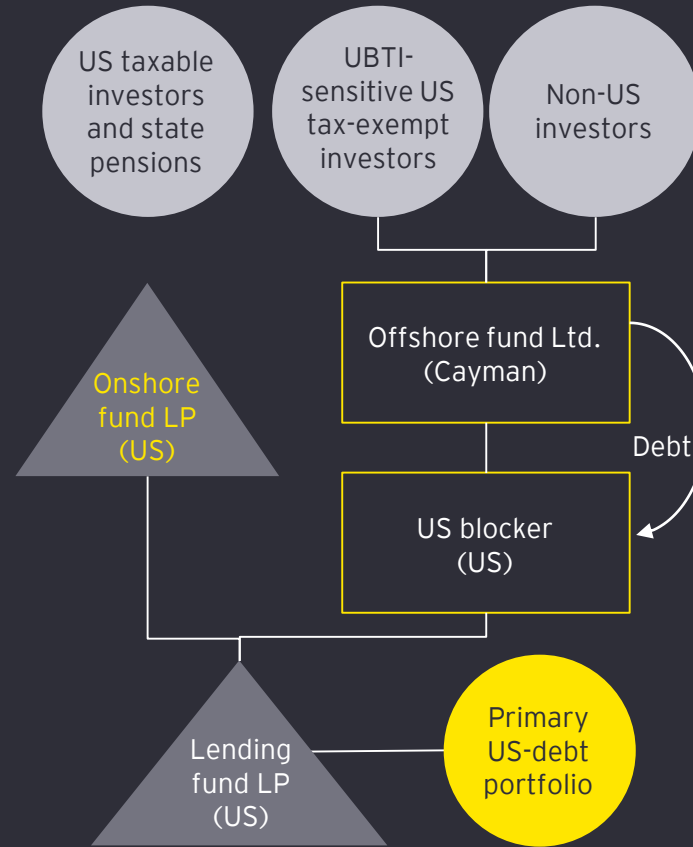 US taxable
investors
and state
pensions
UBTI-
sensitive US
tax-exempt
investors
Non-US
investors
Offshore fund Ltd.
(Cayman)
Onshore
fund LP
(US)
Debt
US blocker
(US)
Lending
fund LP
(US)
Primary
US-debt
portfolio